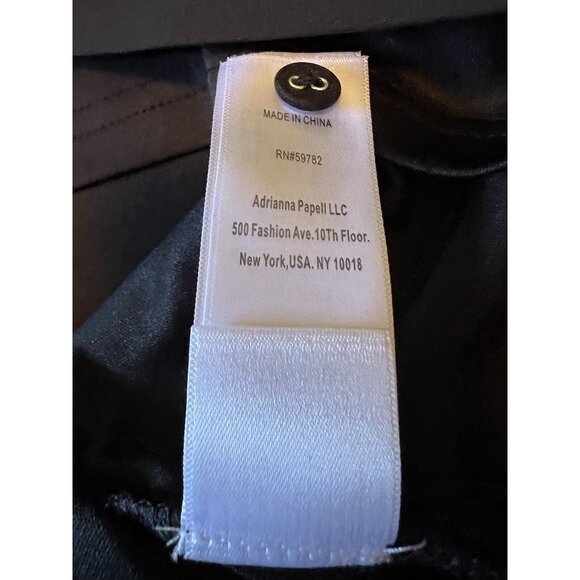 MADE IN CHINA
RN#59782
Adrianna Papell LLC
500 Fashion Ave.10Th Floor.
New York,USA. NY 10018